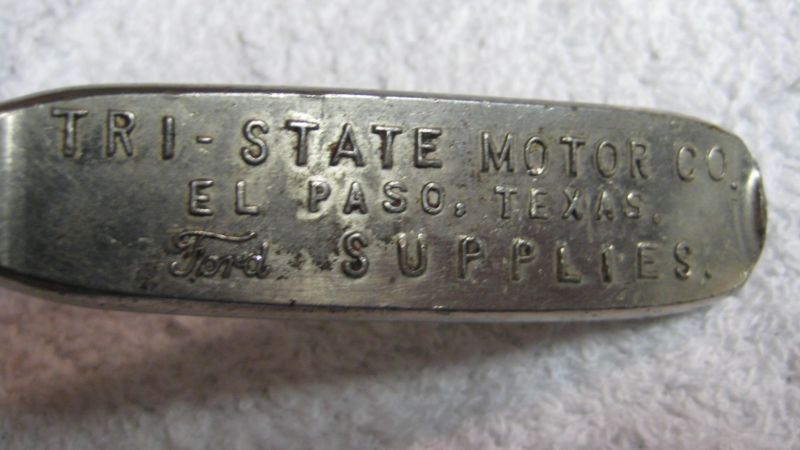 TRI-STATE MOTOR CO.
EL PASO, TEXAS.
Ford SUPPLIES.